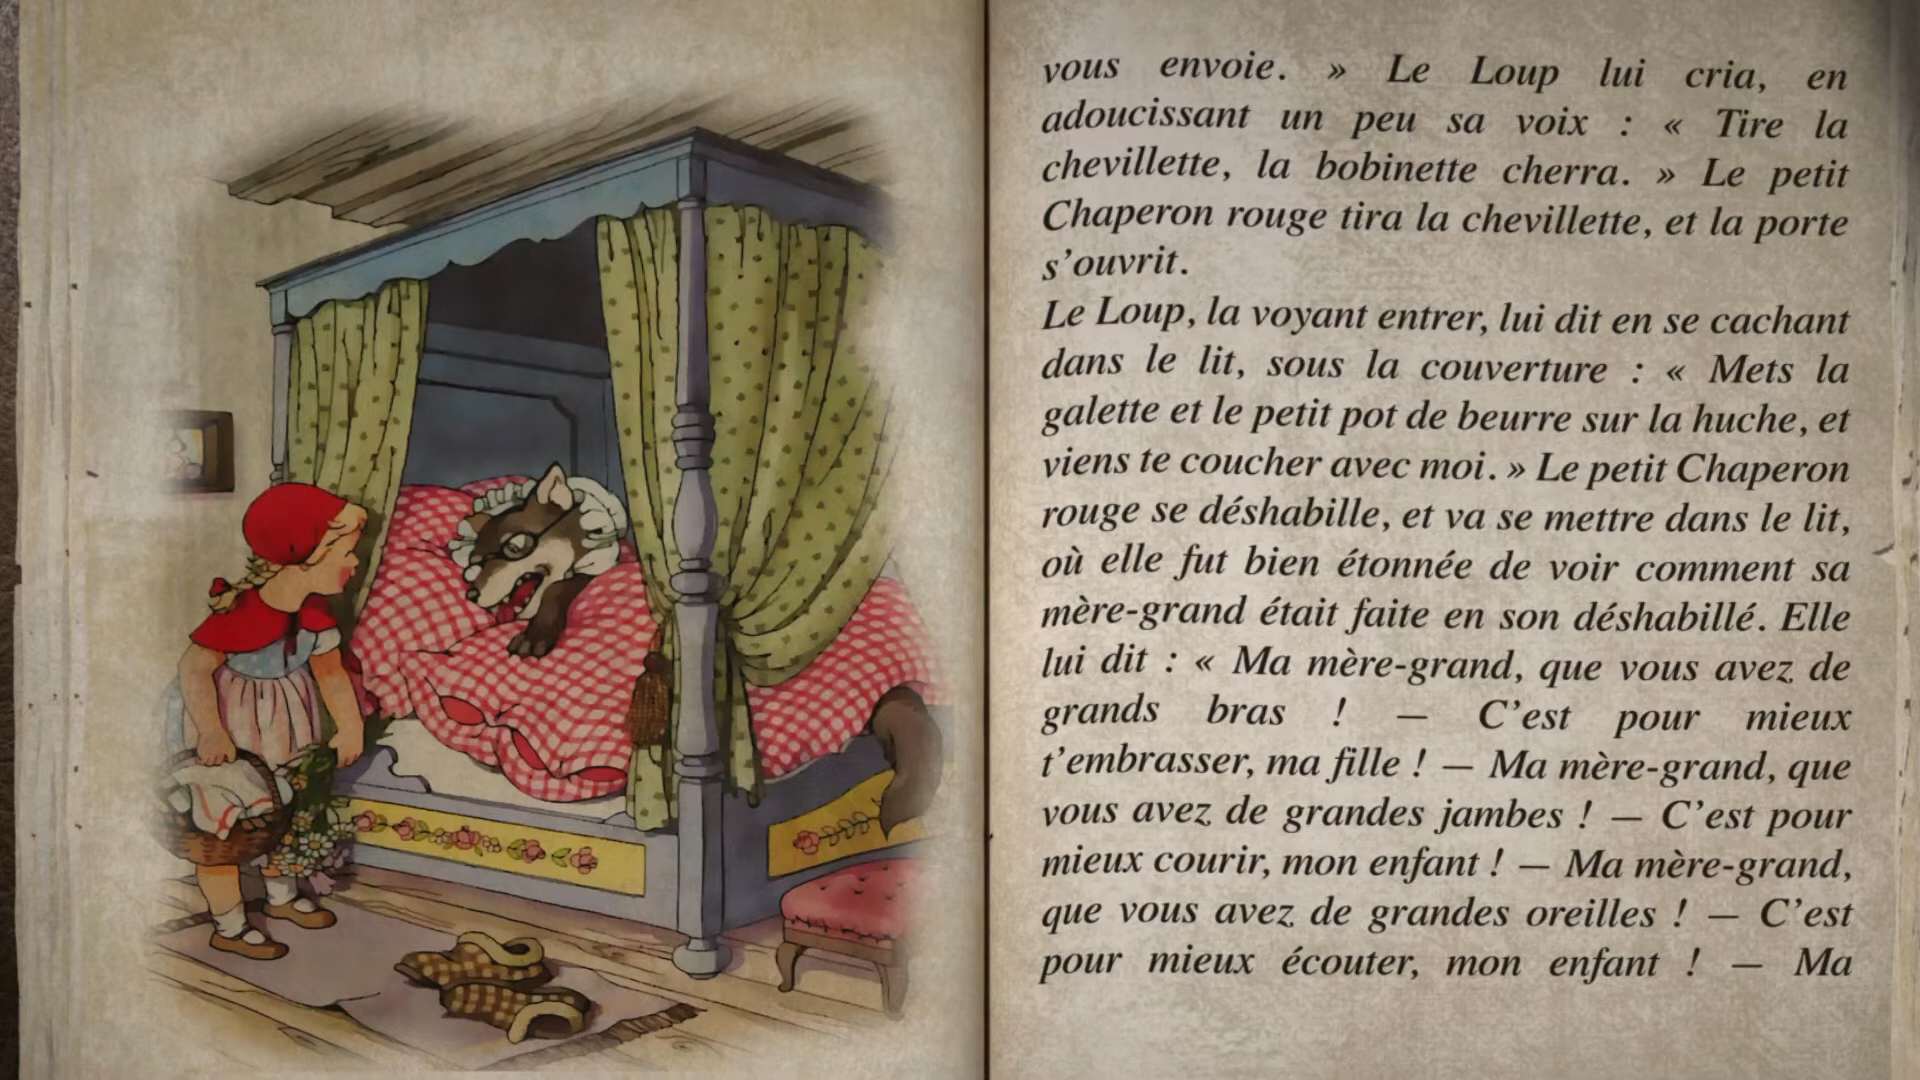 vous envoie. » Le Loup lui cria, en
adoucissant un peu sa voix : « Tire la
chevillette, la bobinette cherra. » Le petit
Chaperon rouge tira la chevillette, et la porte
s’ouvrit.
Le Loup, la voyant entrer, lui dit en se cachant
dans le lit, sous la couverture : « Mets la
galette et le petit pot de beurre sur la huche, et
viens te coucher avec moi. » Le petit Chaperon
rouge se déshabille, et va se mettre dans le lit,
où elle fut bien étonnée de voir comment sa
mère-grand était faite en son déshabillé. Elle
lui dit : « Ma mère-grand, que vous avez de
grands bras ! — C’est pour mieux
t’embrasser, ma fille ! — Ma mère-grand, que
vous avez de grandes jambes ! — C’est pour
mieux courir, mon enfant ! — Ma mère-grand,
que vous avez de grandes oreilles ! — C’est
pour mieux écouter, mon enfant ! — Ma